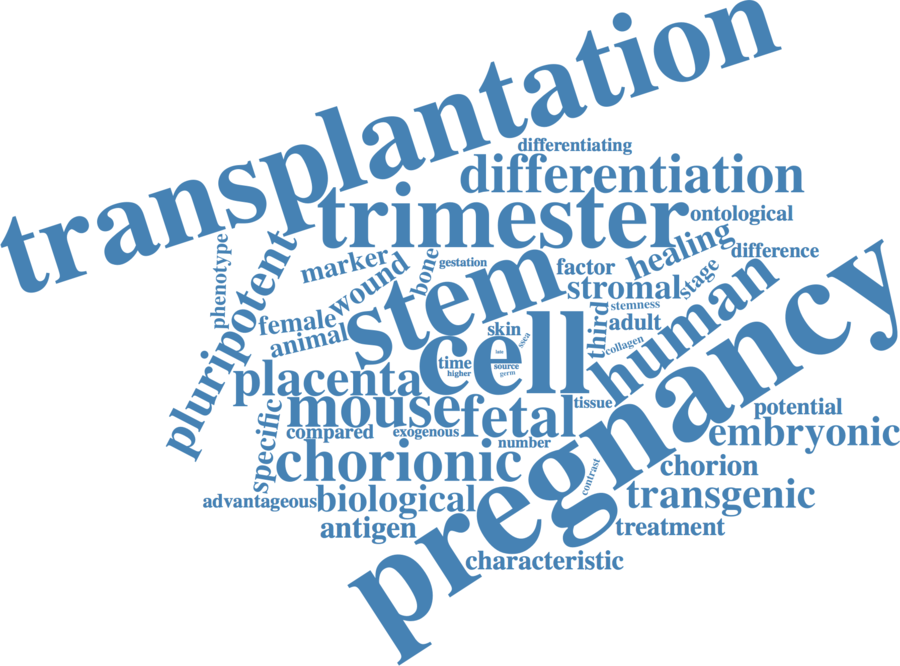 transplantation
differentiating
differentiation
trimester
ontological
phenotype
pluripotent
marker
wound
bone
gestation
stem
factor
healing
difference
stromal
stage
human
stemness
female
animal
skin
ssea
third
adult
collagen
cell
late
time
source
higher
germ
placenta
mouse
fetal
tissue
pregnancy
potential
embryonic
specific
compared
exogenous
number
chorionic
contrast
chorion
advantageous
biological
transgenic
antigen
treatment
characteristic